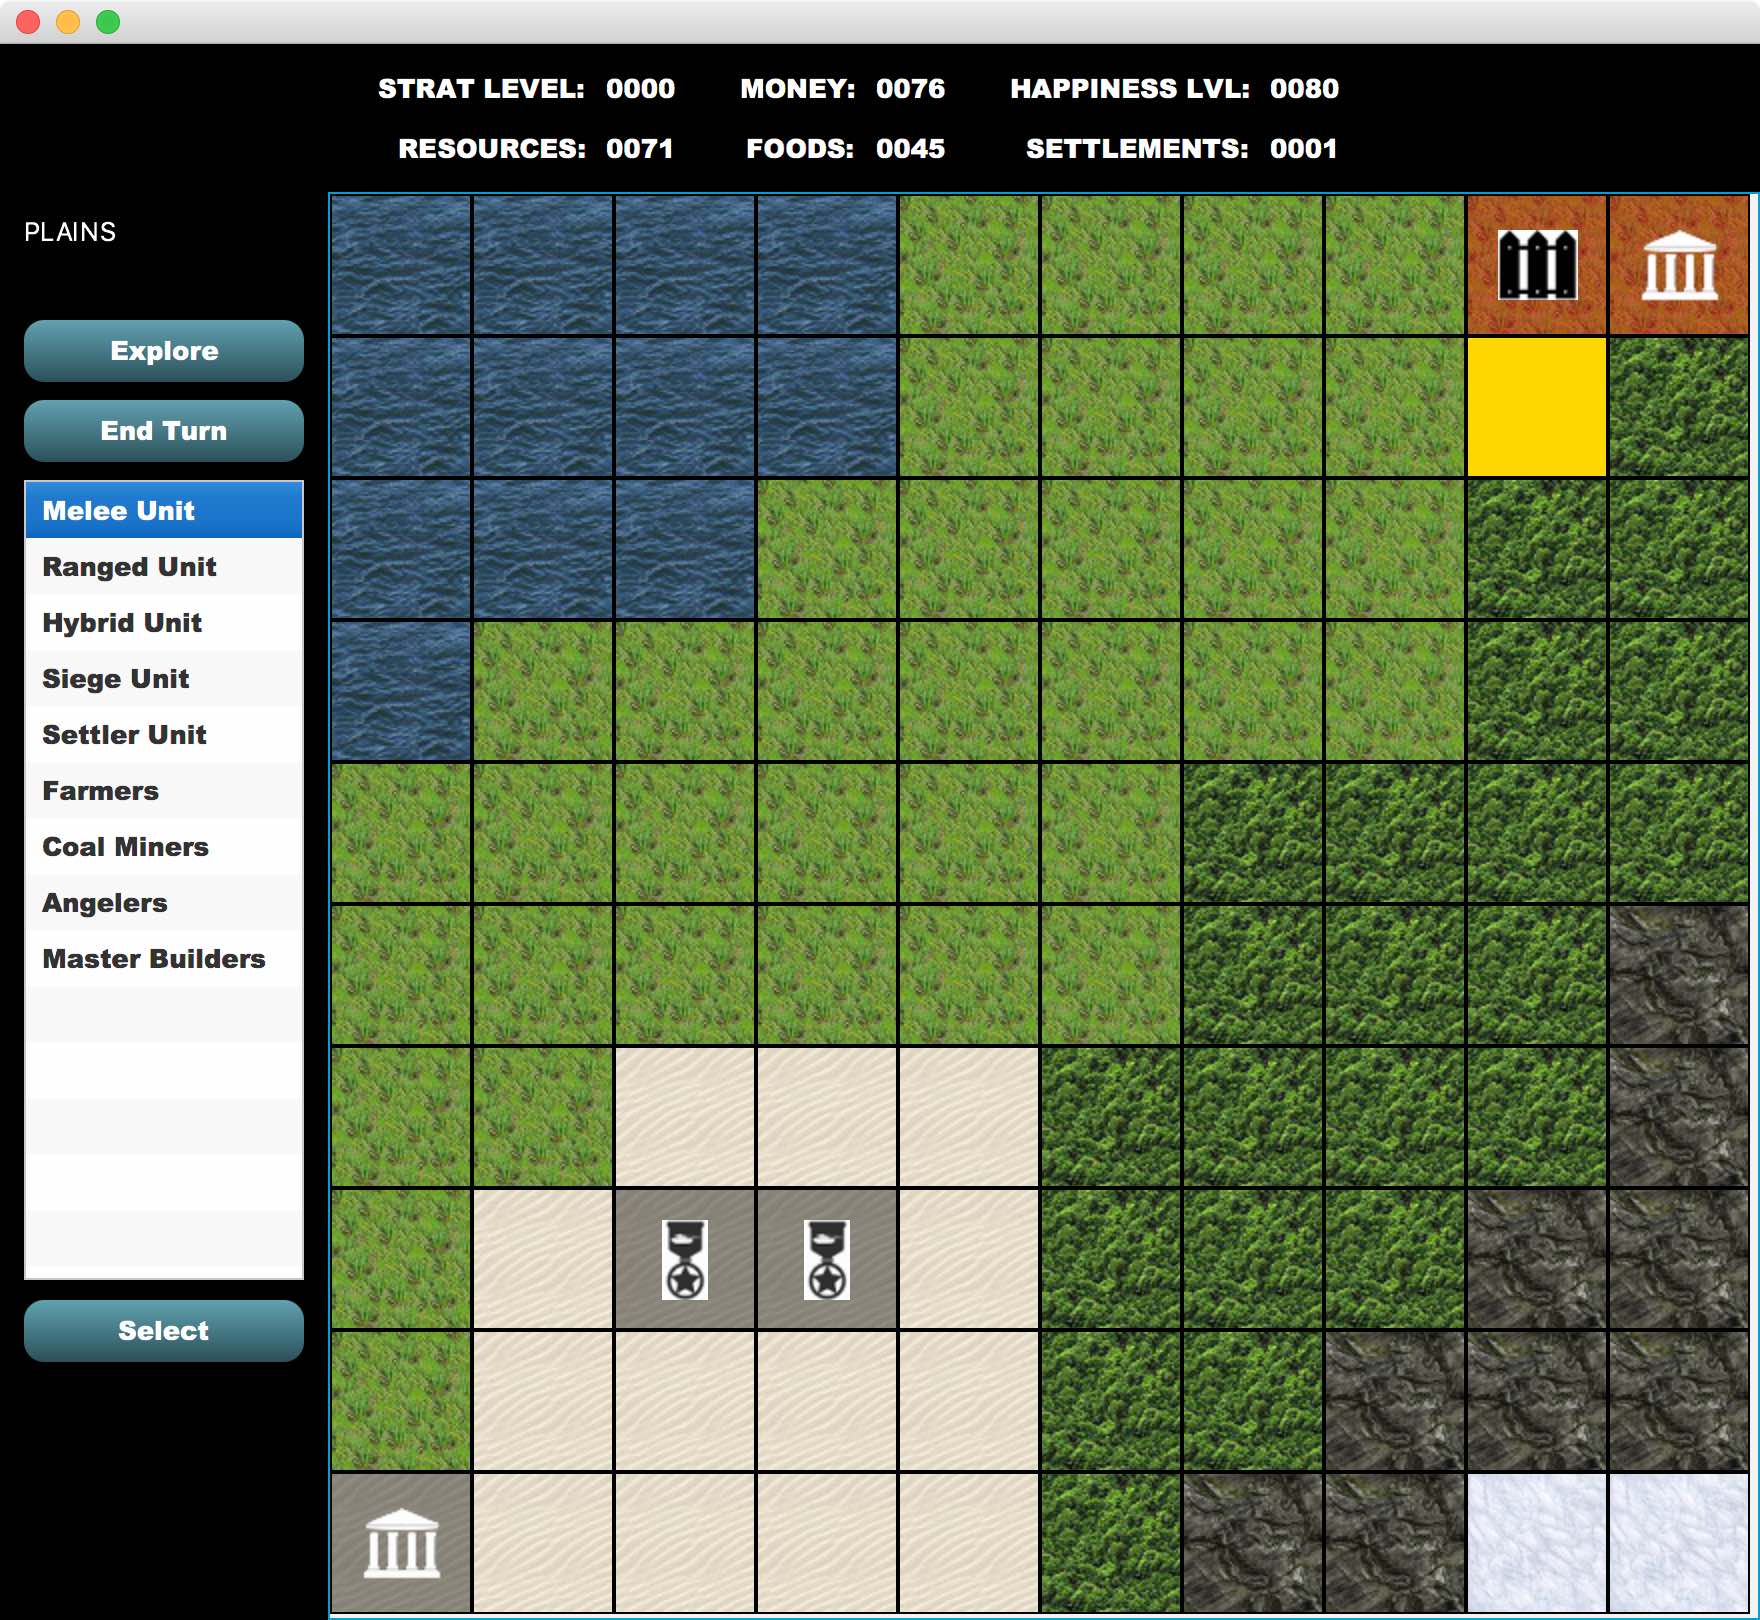 STRAT LEVEL: 0000 MONEY: 0076 HAPPINESS LVL: 0080
RESOURCES: 0071 FOODS: 0045 SETTLEMENTS: 0001
PLAINS
Explore
End Turn
Melee Unit
Ranged Unit
Hybrid Unit
Siege Unit
Settler Unit
Farmers
Coal Miners
Angelers
Master Builders
Select